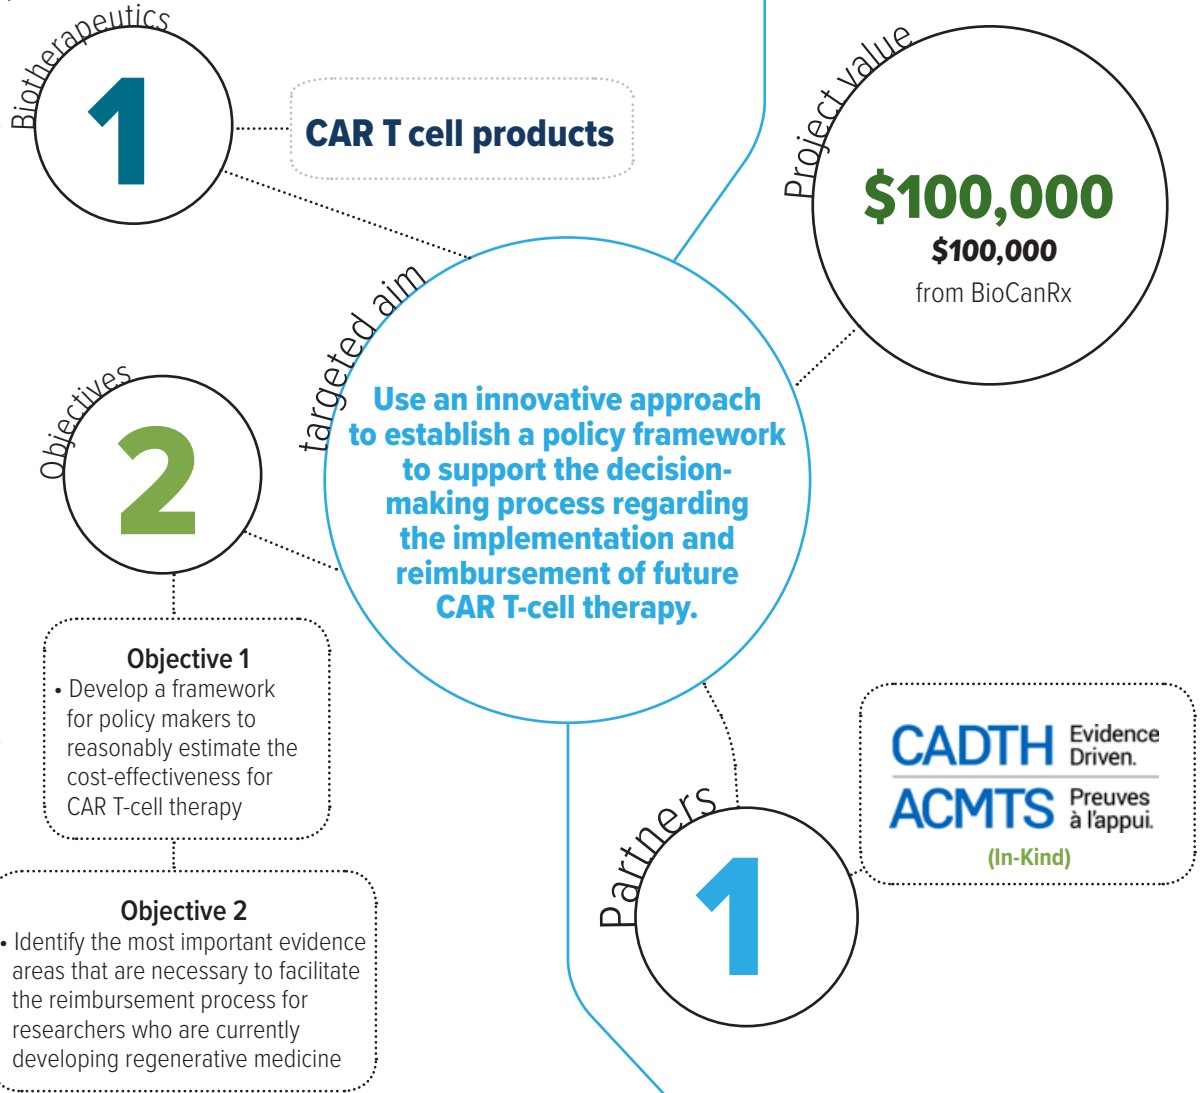 Biotherapeutics
1
CAR T cell products
Project value
$100,000
$100,000
from BioCanRx
targeted aim
Use an innovative approach
to establish a policy framework
to support the decision-
making process regarding
the implementation and
reimbursement of future
CAR T-cell therapy.
Objectives
2
Objective 1
• Develop a framework
for policy makers to
reasonably estimate the
cost-effectiveness for
CAR T-cell therapy
Objective 2
• Identify the most important evidence
areas that are necessary to facilitate
the reimbursement process for
researchers who are currently
developing regenerative medicine
Partners
1
CADTH Evidence
Driven.
ACMTS Preuves
à l'appui.
(In-Kind)